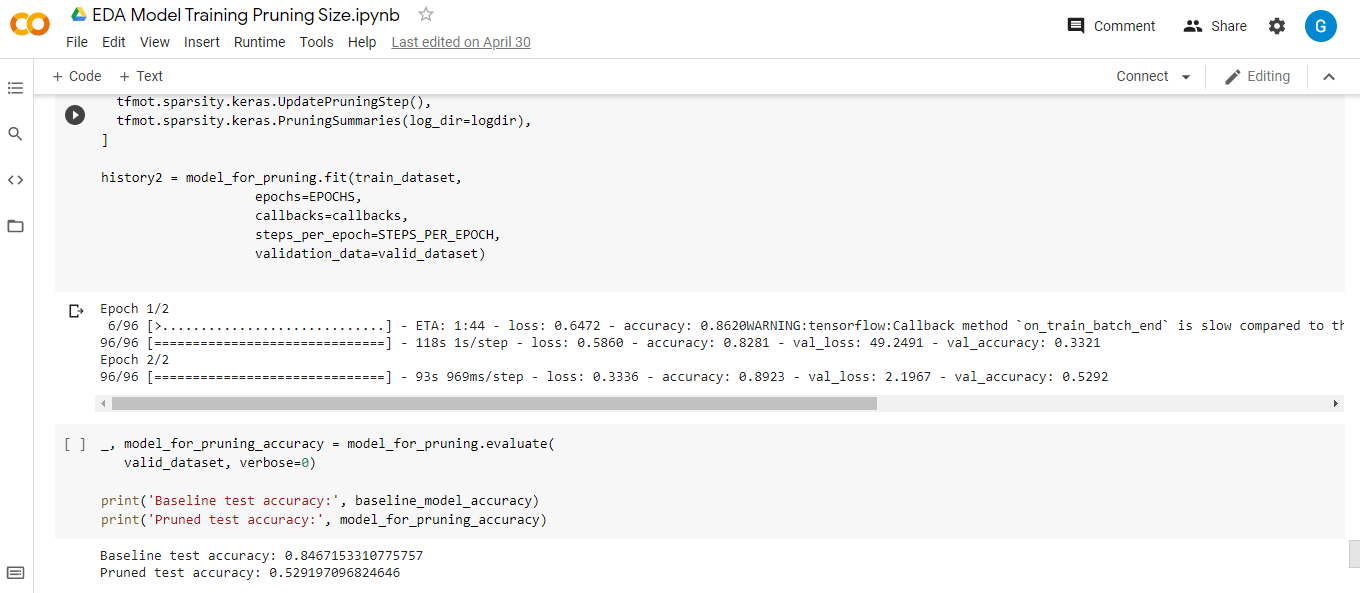 EDA Model Training Pruning Size.ipynb
File Edit View Insert Runtime Tools Help Last edited on April 30
Comment Share G
+ Code + Text Connect Editing
tfmot.sparsity.keras.UpdatePruningStep(),
tfmot.sparsity.keras.PruningSummaries(log_dir=logdir),
]
history2 = model_for_pruning.fit(train_dataset,
epochs=EPOCHS,
callbacks=callbacks,
steps_per_epoch=STEPS_PER_EPOCH,
validation_data=valid_dataset)
Epoch 1/2
6/96 [>.............................] - ETA: 1:44 - loss: 0.6472 - accuracy: 0.8620WARNING:tensorflow:Callback method `on_train_batch_end` is slow compared to th
96/96 [==============================] - 118s 1s/step - loss: 0.5860 - accuracy: 0.8281 - val_loss: 49.2491 - val_accuracy: 0.3321
Epoch 2/2
96/96 [==============================] - 93s 969ms/step - loss: 0.3336 - accuracy: 0.8923 - val_loss: 2.1967 - val_accuracy: 0.5292
[ ] _, model_for_pruning_accuracy = model_for_pruning.evaluate(
valid_dataset, verbose=0)
print('Baseline test accuracy:', baseline_model_accuracy)
print('Pruned test accuracy:', model_for_pruning_accuracy)
Baseline test accuracy: 0.8467153310775757
Pruned test accuracy: 0.529197096824646